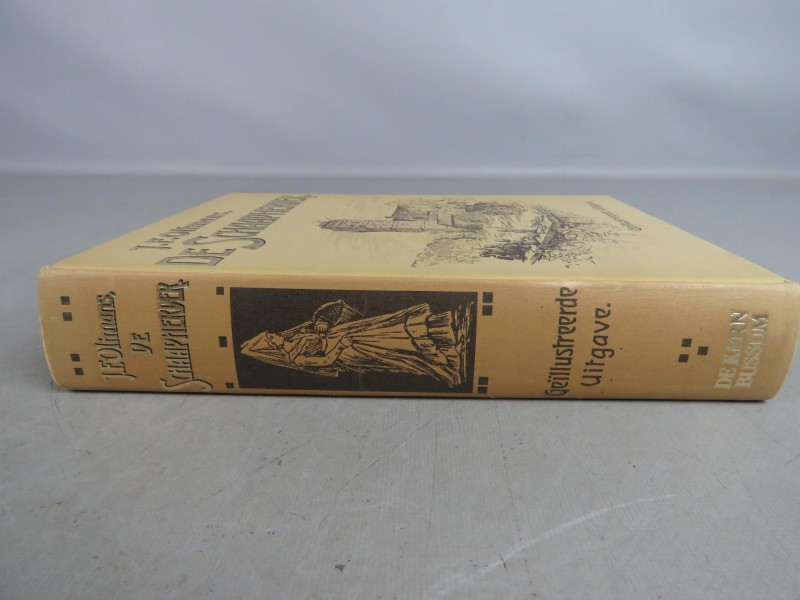 J.F. Oltmans,
DE SCHAAPHERDER
J.F. Oltmans,
DE
SCHAAPHERDER
Geïllustreerde
Uitgave.
DE KERN
BUSSUM